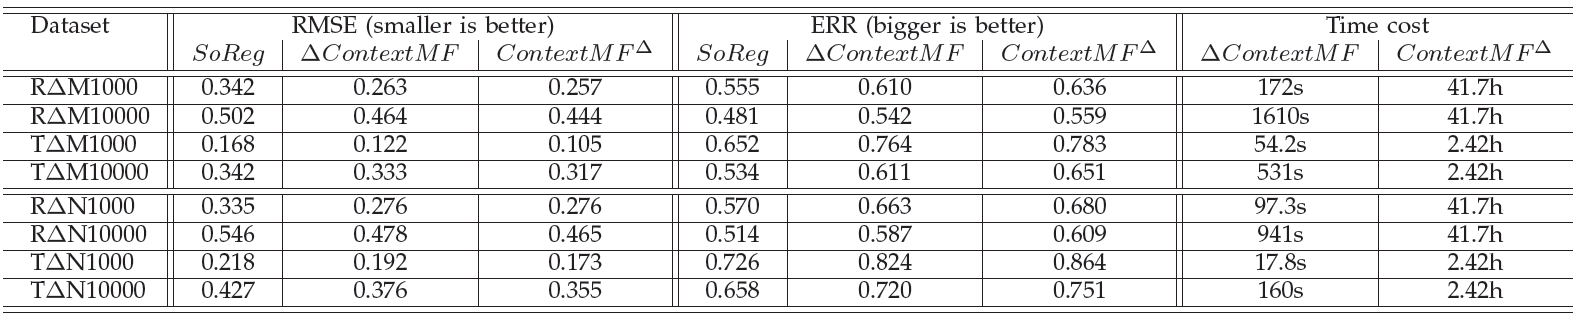 Dataset RMSE (smaller is better) ERR (bigger is better) Time cost
SoReg ΔContextMF ContextMF^Δ SoReg ΔContextMF ContextMF^Δ ΔContextMF ContextMF^Δ
RΔM1000 0.342 0.263 0.257 0.555 0.610 0.636 172s 41.7h
RΔM10000 0.502 0.464 0.444 0.481 0.542 0.559 1610s 41.7h
TΔM1000 0.168 0.122 0.105 0.652 0.764 0.783 54.2s 2.42h
TΔM10000 0.342 0.333 0.317 0.534 0.611 0.651 531s 2.42h
RΔN1000 0.335 0.276 0.276 0.570 0.663 0.680 97.3s 41.7h
RΔN10000 0.546 0.478 0.465 0.514 0.587 0.609 941s 41.7h
TΔN1000 0.218 0.192 0.173 0.726 0.824 0.864 17.8s 2.42h
TΔN10000 0.427 0.376 0.355 0.658 0.720 0.751 160s 2.42h